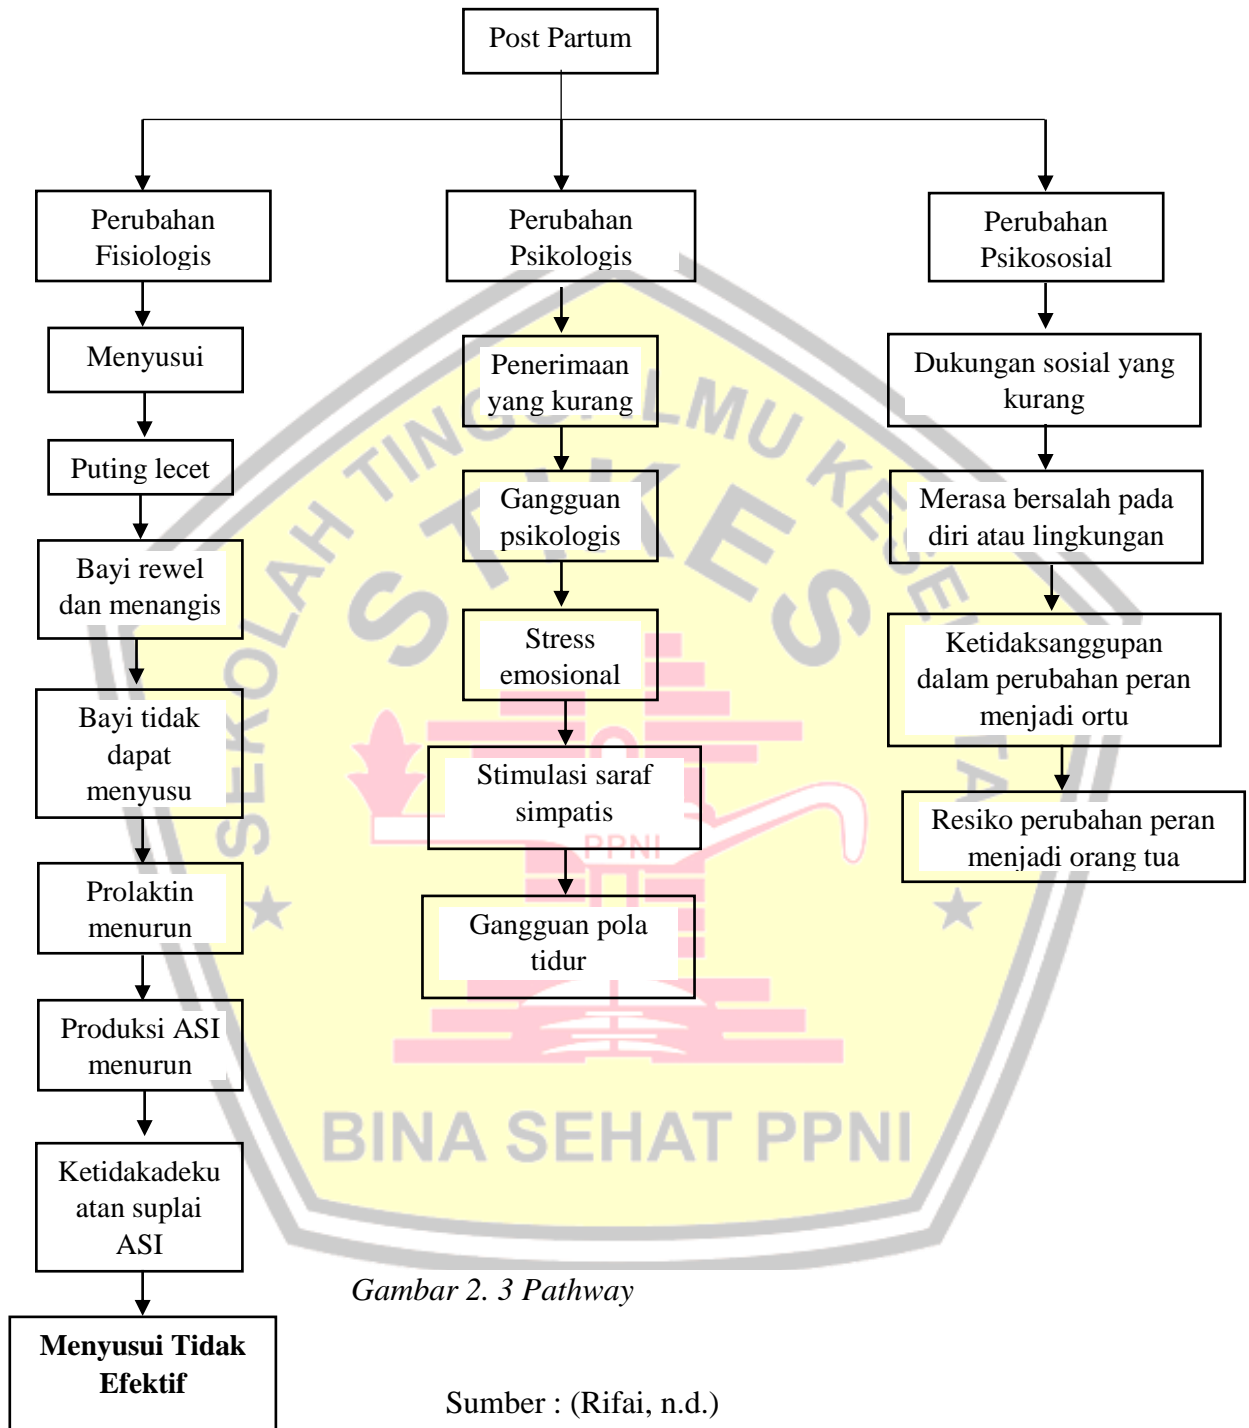 Post Partum
Perubahan
Fisiologis
Menyusui
Puting lecet
Bayi rewel
dan menangis
Bayi tidak
dapat
menyusu
Prolaktin
menurun
Produksi ASI
menurun
Ketidakadeku
atan suplai
ASI
Menyusui Tidak
Efektif
Perubahan
Psikologis
Penerimaan
yang kurang
Gangguan
psikologis
Stress
emosional
Stimulasi saraf
simpatis
Gangguan pola
tidur
Perubahan
Psikososial
Dukungan sosial yang
kurang
Merasa bersalah pada
diri atau lingkungan
Ketidaksanggupan
dalam perubahan peran
menjadi ortu
Resiko perubahan peran
menjadi orang tua
STIKES
PPNI
BINA SEHAT PPNI
Gambar 2. 3 Pathway
Sumber : (Rifai, n.d.)